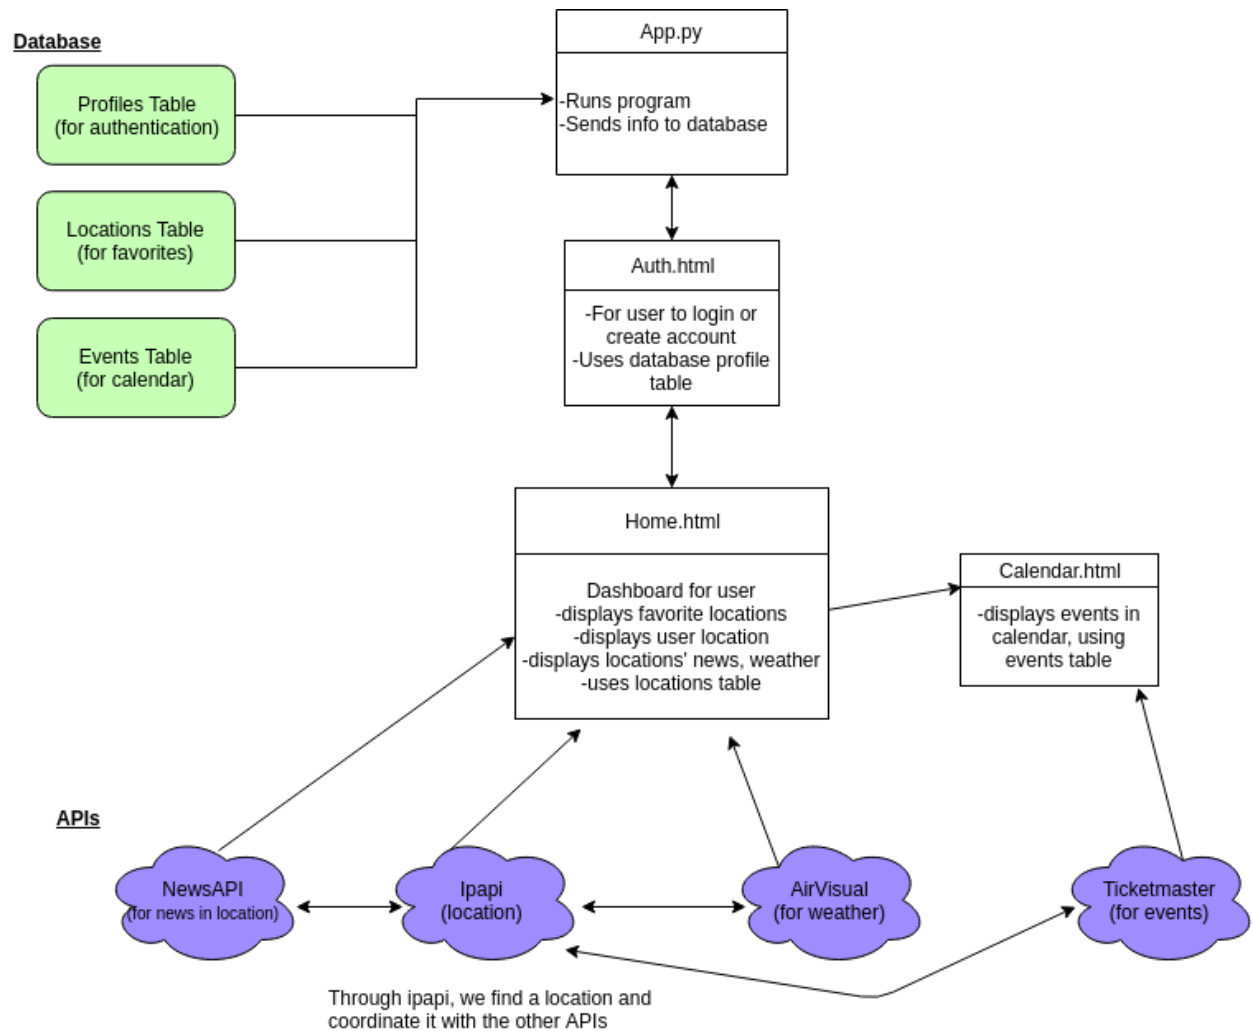 Database
Profiles Table
(for authentication)
Locations Table
(for favorites)
Events Table
(for calendar)
App.py
-Runs program
-Sends info to database
Auth.html
-For user to login or
create account
-Uses database profile
table
Home.html
Dashboard for user
-displays favorite locations
-displays user location
-displays locations' news, weather
-uses locations table
Calendar.html
-displays events in
calendar, using
events table
APIs
NewsAPI
(for news in location)
Ipapi
(location)
AirVisual
(for weather)
Ticketmaster
(for events)
Through ipapi, we find a location and
coordinate it with the other APIs